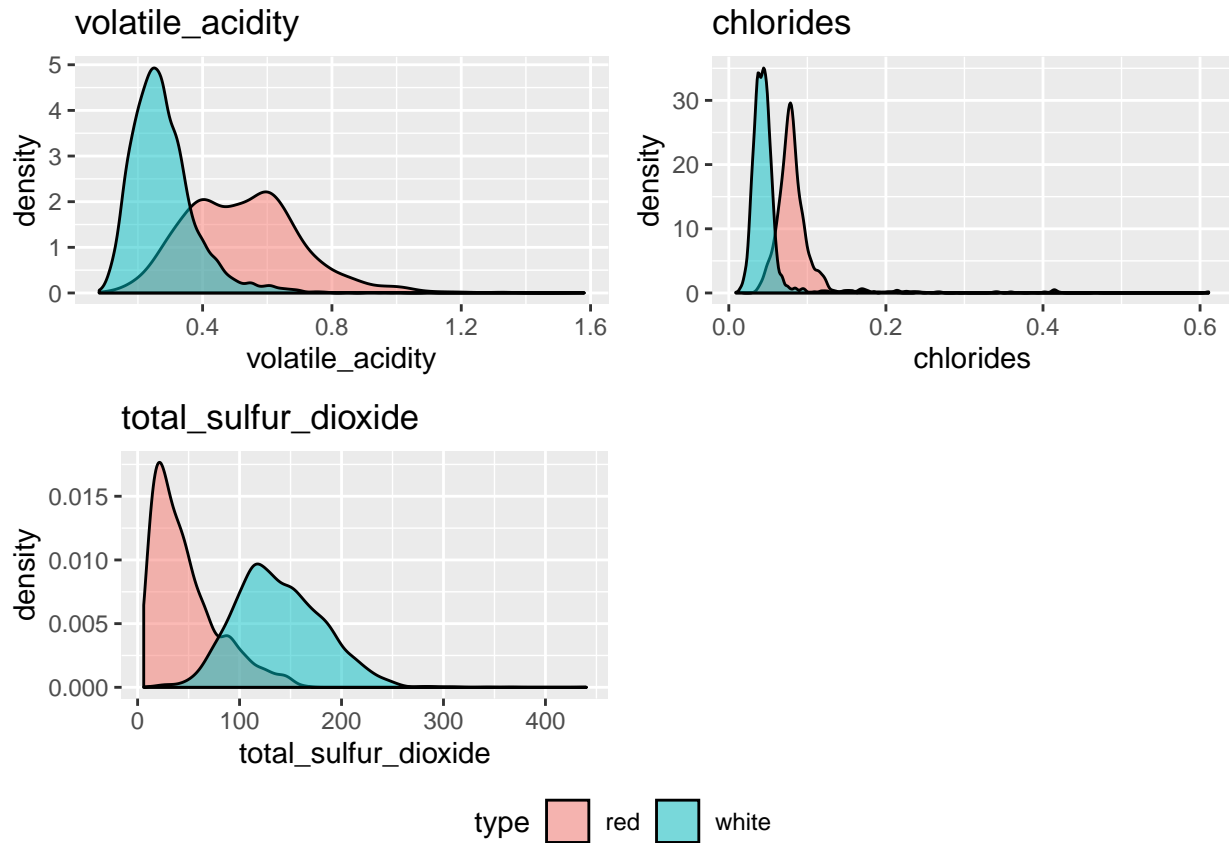 volatile_acidity
5
4
3
2
1
0
density
0.4 0.8 1.2 1.6
volatile_acidity
chlorides
30
20
10
0
density
0.0 0.2 0.4 0.6
chlorides
total_sulfur_dioxide
0.015
0.010
0.005
0.000
density
0 100 200 300 400
total_sulfur_dioxide
type red white